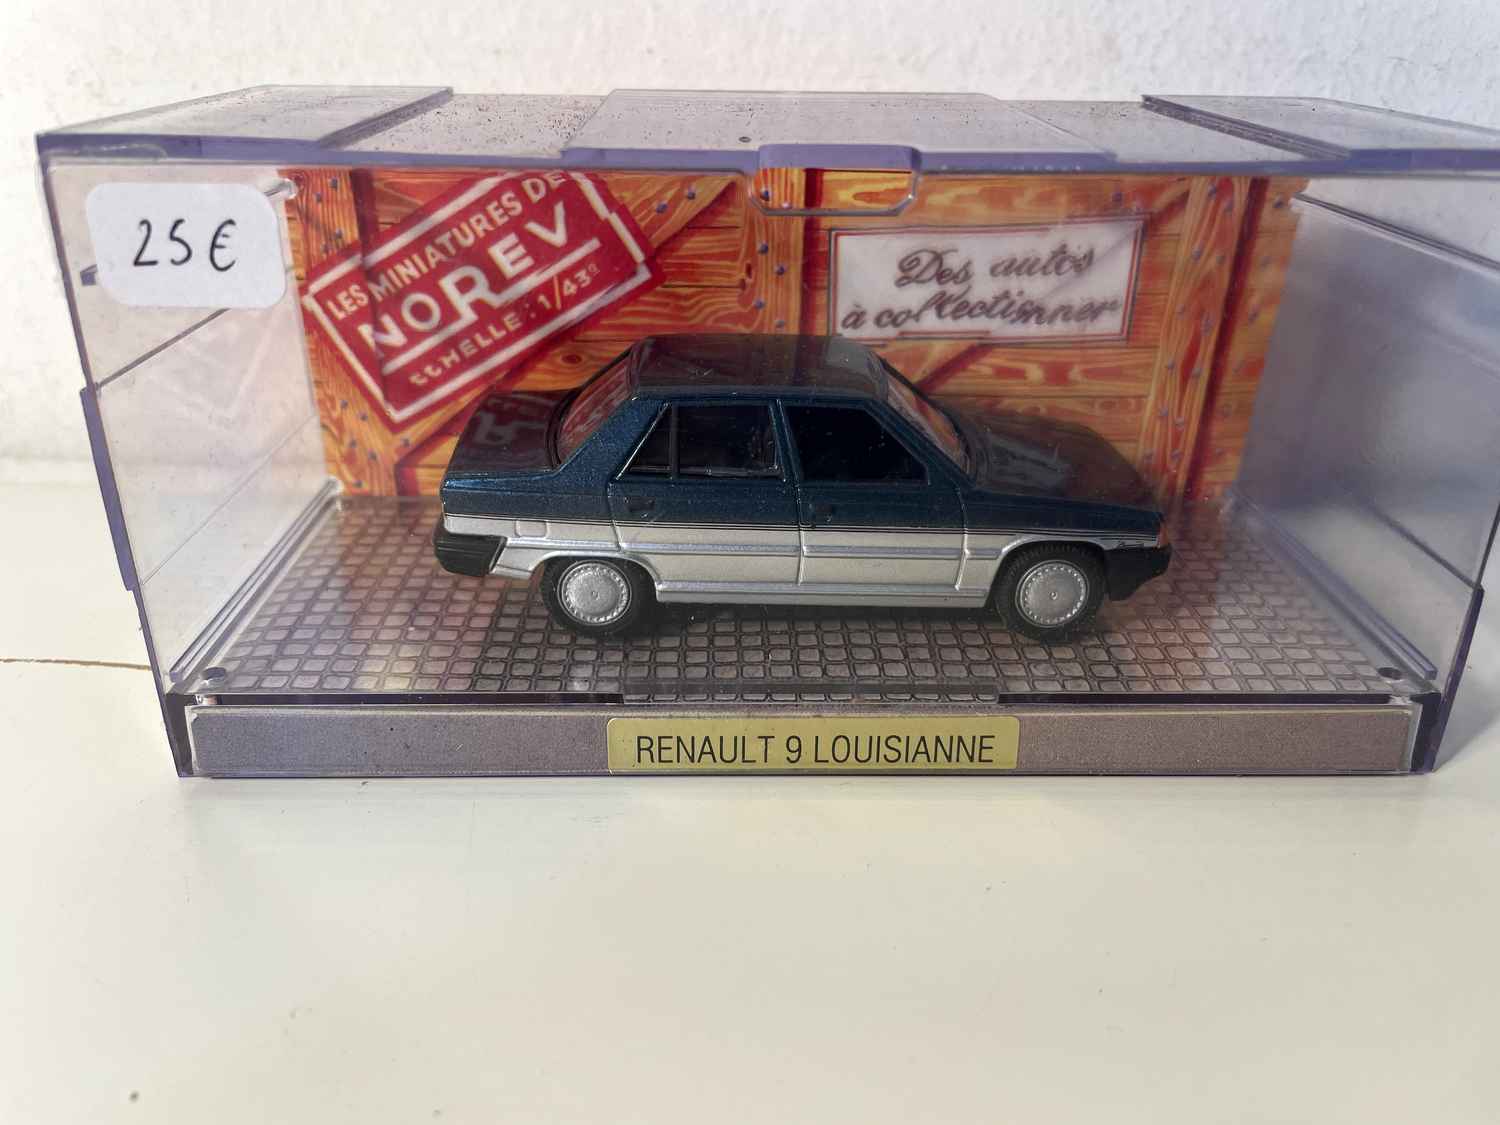 25 €
LES MINIATURES DE
NOREV
ECHELLE : 1/43e
Des autos
à collectionner
RENAULT 9 LOUISIANNE